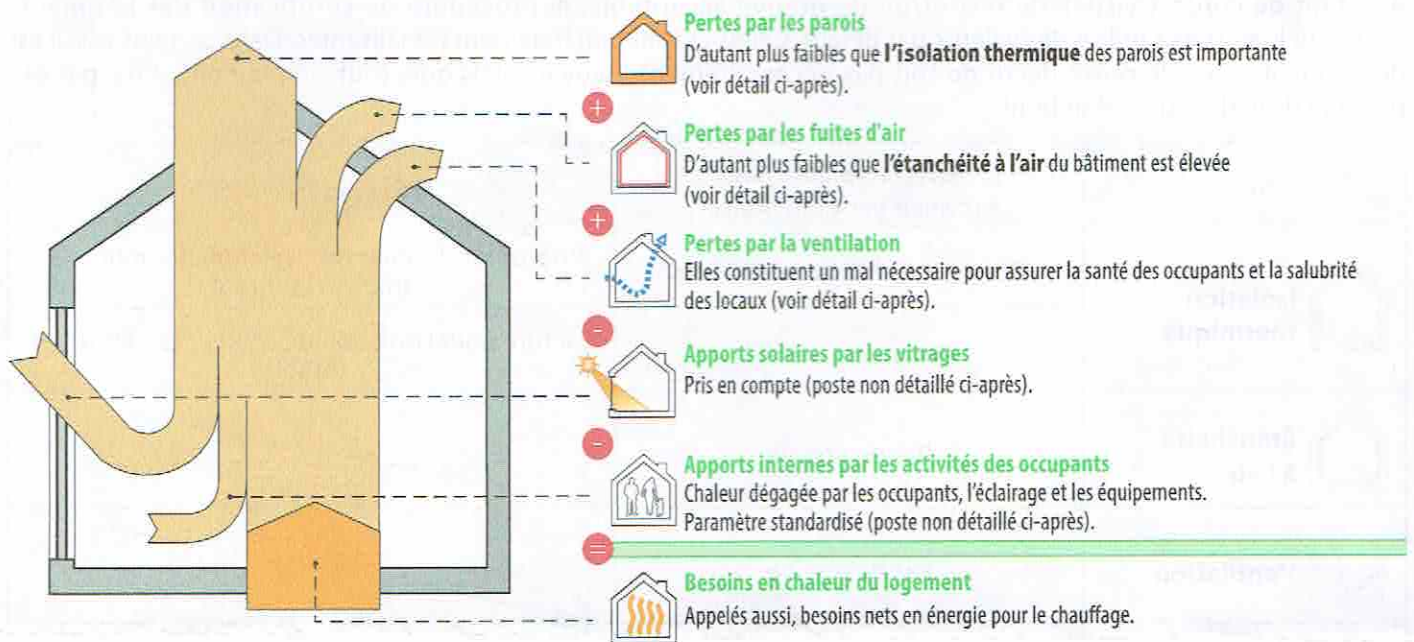 Pertes par les parois
D'autant plus faibles que l'isolation thermique des parois est importante
(voir détail ci-après).
+
Pertes par les fuites d'air
D'autant plus faibles que l'étanchéité à l'air du bâtiment est élevée
(voir détail ci-après).
+
Pertes par la ventilation
Elles constituent un mal nécessaire pour assurer la santé des occupants et la salubrité
des locaux (voir détail ci-après).
-
Apports solaires par les vitrages
Pris en compte (poste non détaillé ci-après).
-
Apports internes par les activités des occupants
Chaleur dégagée par les occupants, l'éclairage et les équipements.
Paramètre standardisé (poste non détaillé ci-après).
=
Besoins en chaleur du logement
Appelés aussi, besoins nets en énergie pour le chauffage.